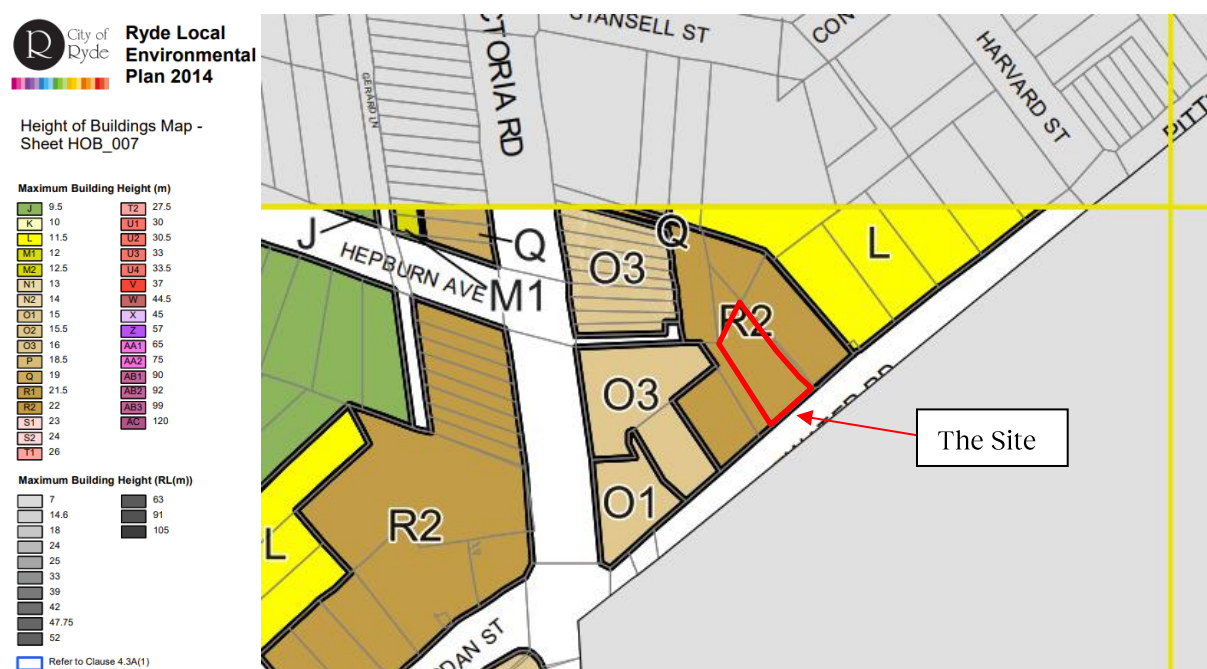 City of
Ryde
R
Ryde Local
Environmental
Plan 2014
Height of Buildings Map -
Sheet HOB_007
Maximum Building Height (m)
J 9.5
K 10
L 11.5
M1 12
M2 12.5
N1 13
N2 14
O1 15
O2 15.5
O3 16
P 18.5
Q 19
R1 21.5
R2 22
S1 23
S2 24
T1 26
T2 27.5
U1 30
U2 30.5
U3 33
U4 33.5
V 37
W 44.5
X 45
Z 57
AA1 65
AA2 75
AB1 90
AB2 92
AB3 99
AC 120
Maximum Building Height (RL(m))
7
14.6
18
24
25
33
39
42
47.75
52
63
91
105
Refer to Clause 4.3A(1)
STANSELL ST
CON
HARVARD ST
PITT
CTORIA RD
GERARD LN
J
HEPBURN AVE
Q
M1
Q
O3
L
R2
O3
O1
R2
L
DAN ST
RD
The Site